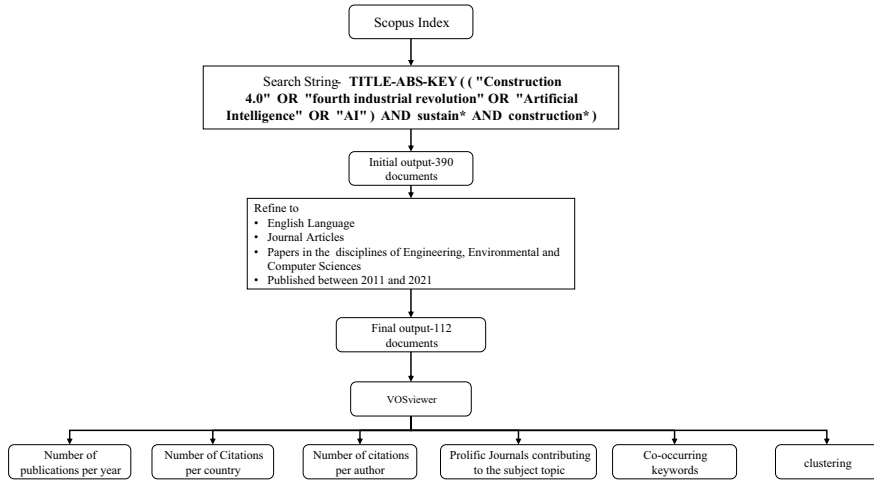 Scopus Index
Search String- TITLE-ABS-KEY ( ( "Construction
4.0" OR "fourth industrial revolution" OR "Artificial
Intelligence" OR "AI" ) AND sustain* AND construction* )
Initial output-390
documents
Refine to
• English Language
• Journal Articles
• Papers in the disciplines of Engineering, Environmental and
Computer Sciences
• Published between 2011 and 2021
Final output-112
documents
VOSviewer
Number of
publications per year
Number of Citations
per country
Number of citations
per author
Prolific Journals contributing
to the subject topic
Co-occurring
keywords
clustering